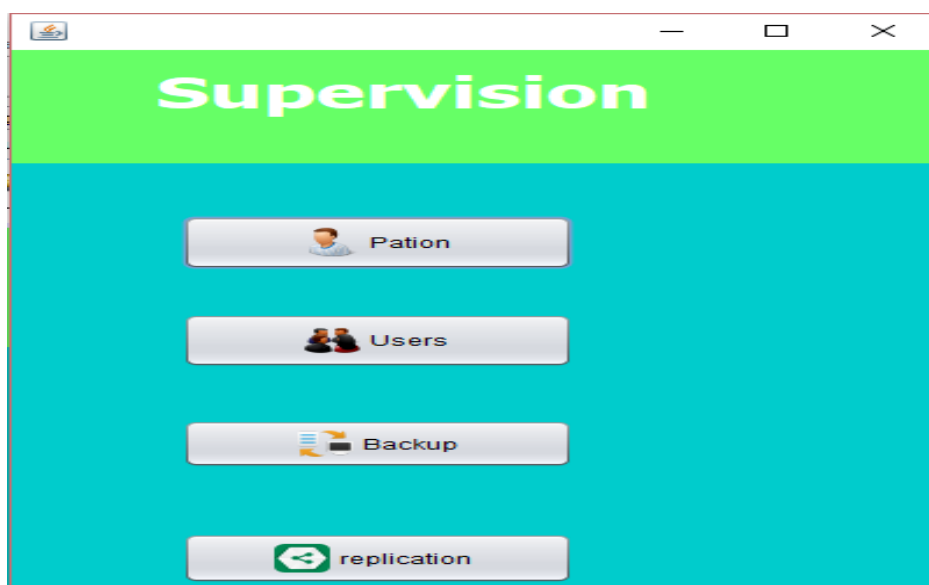 Supervision
Pation
Users
Backup
replication